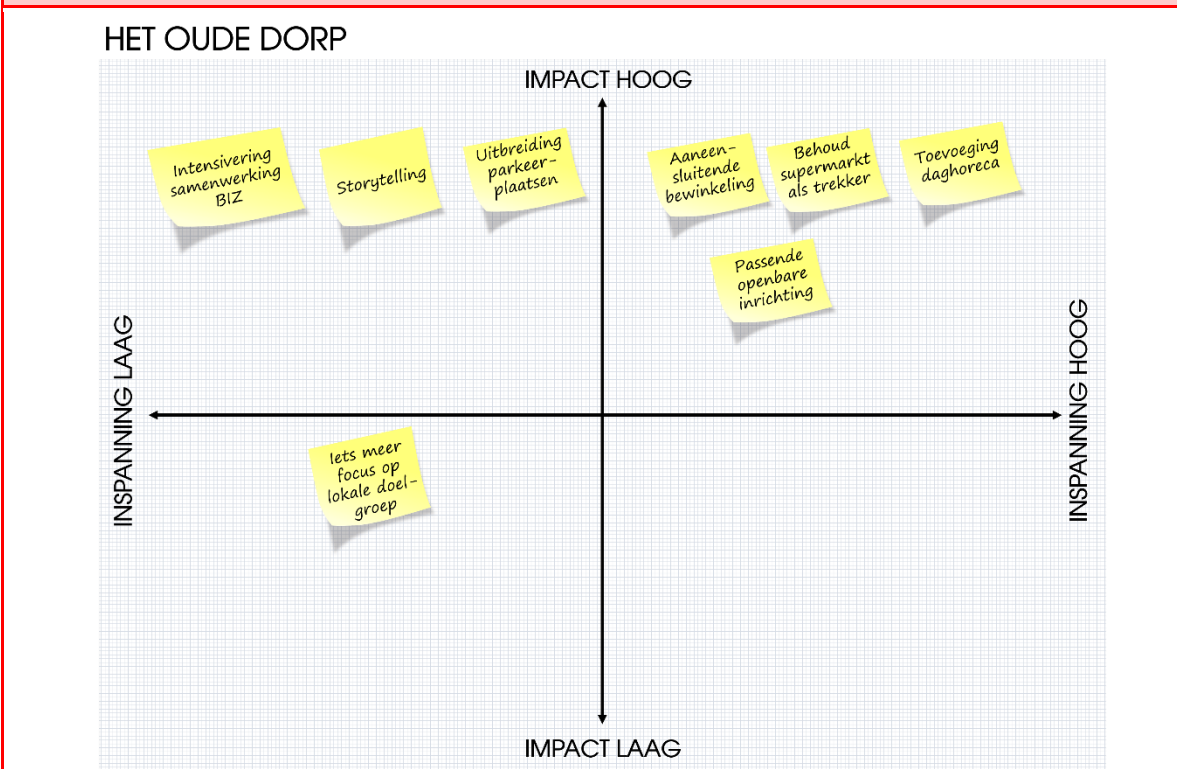 HET OUDE DORP
IMPACT HOOG
Intensivering
samenwerking
BIZ
Storytelling
Uitbreiding
parkeer-
plaatsen
Aaneen-
sluitende
bewinkeling
Behoud
supermarkt
als trekker
Toevoeging
daghoreca
Passende
openbare
inrichting
INSPANNING LAAG
INSPANNING HOOG
Iets meer
focus op
lokale doel-
groep
IMPACT LAAG